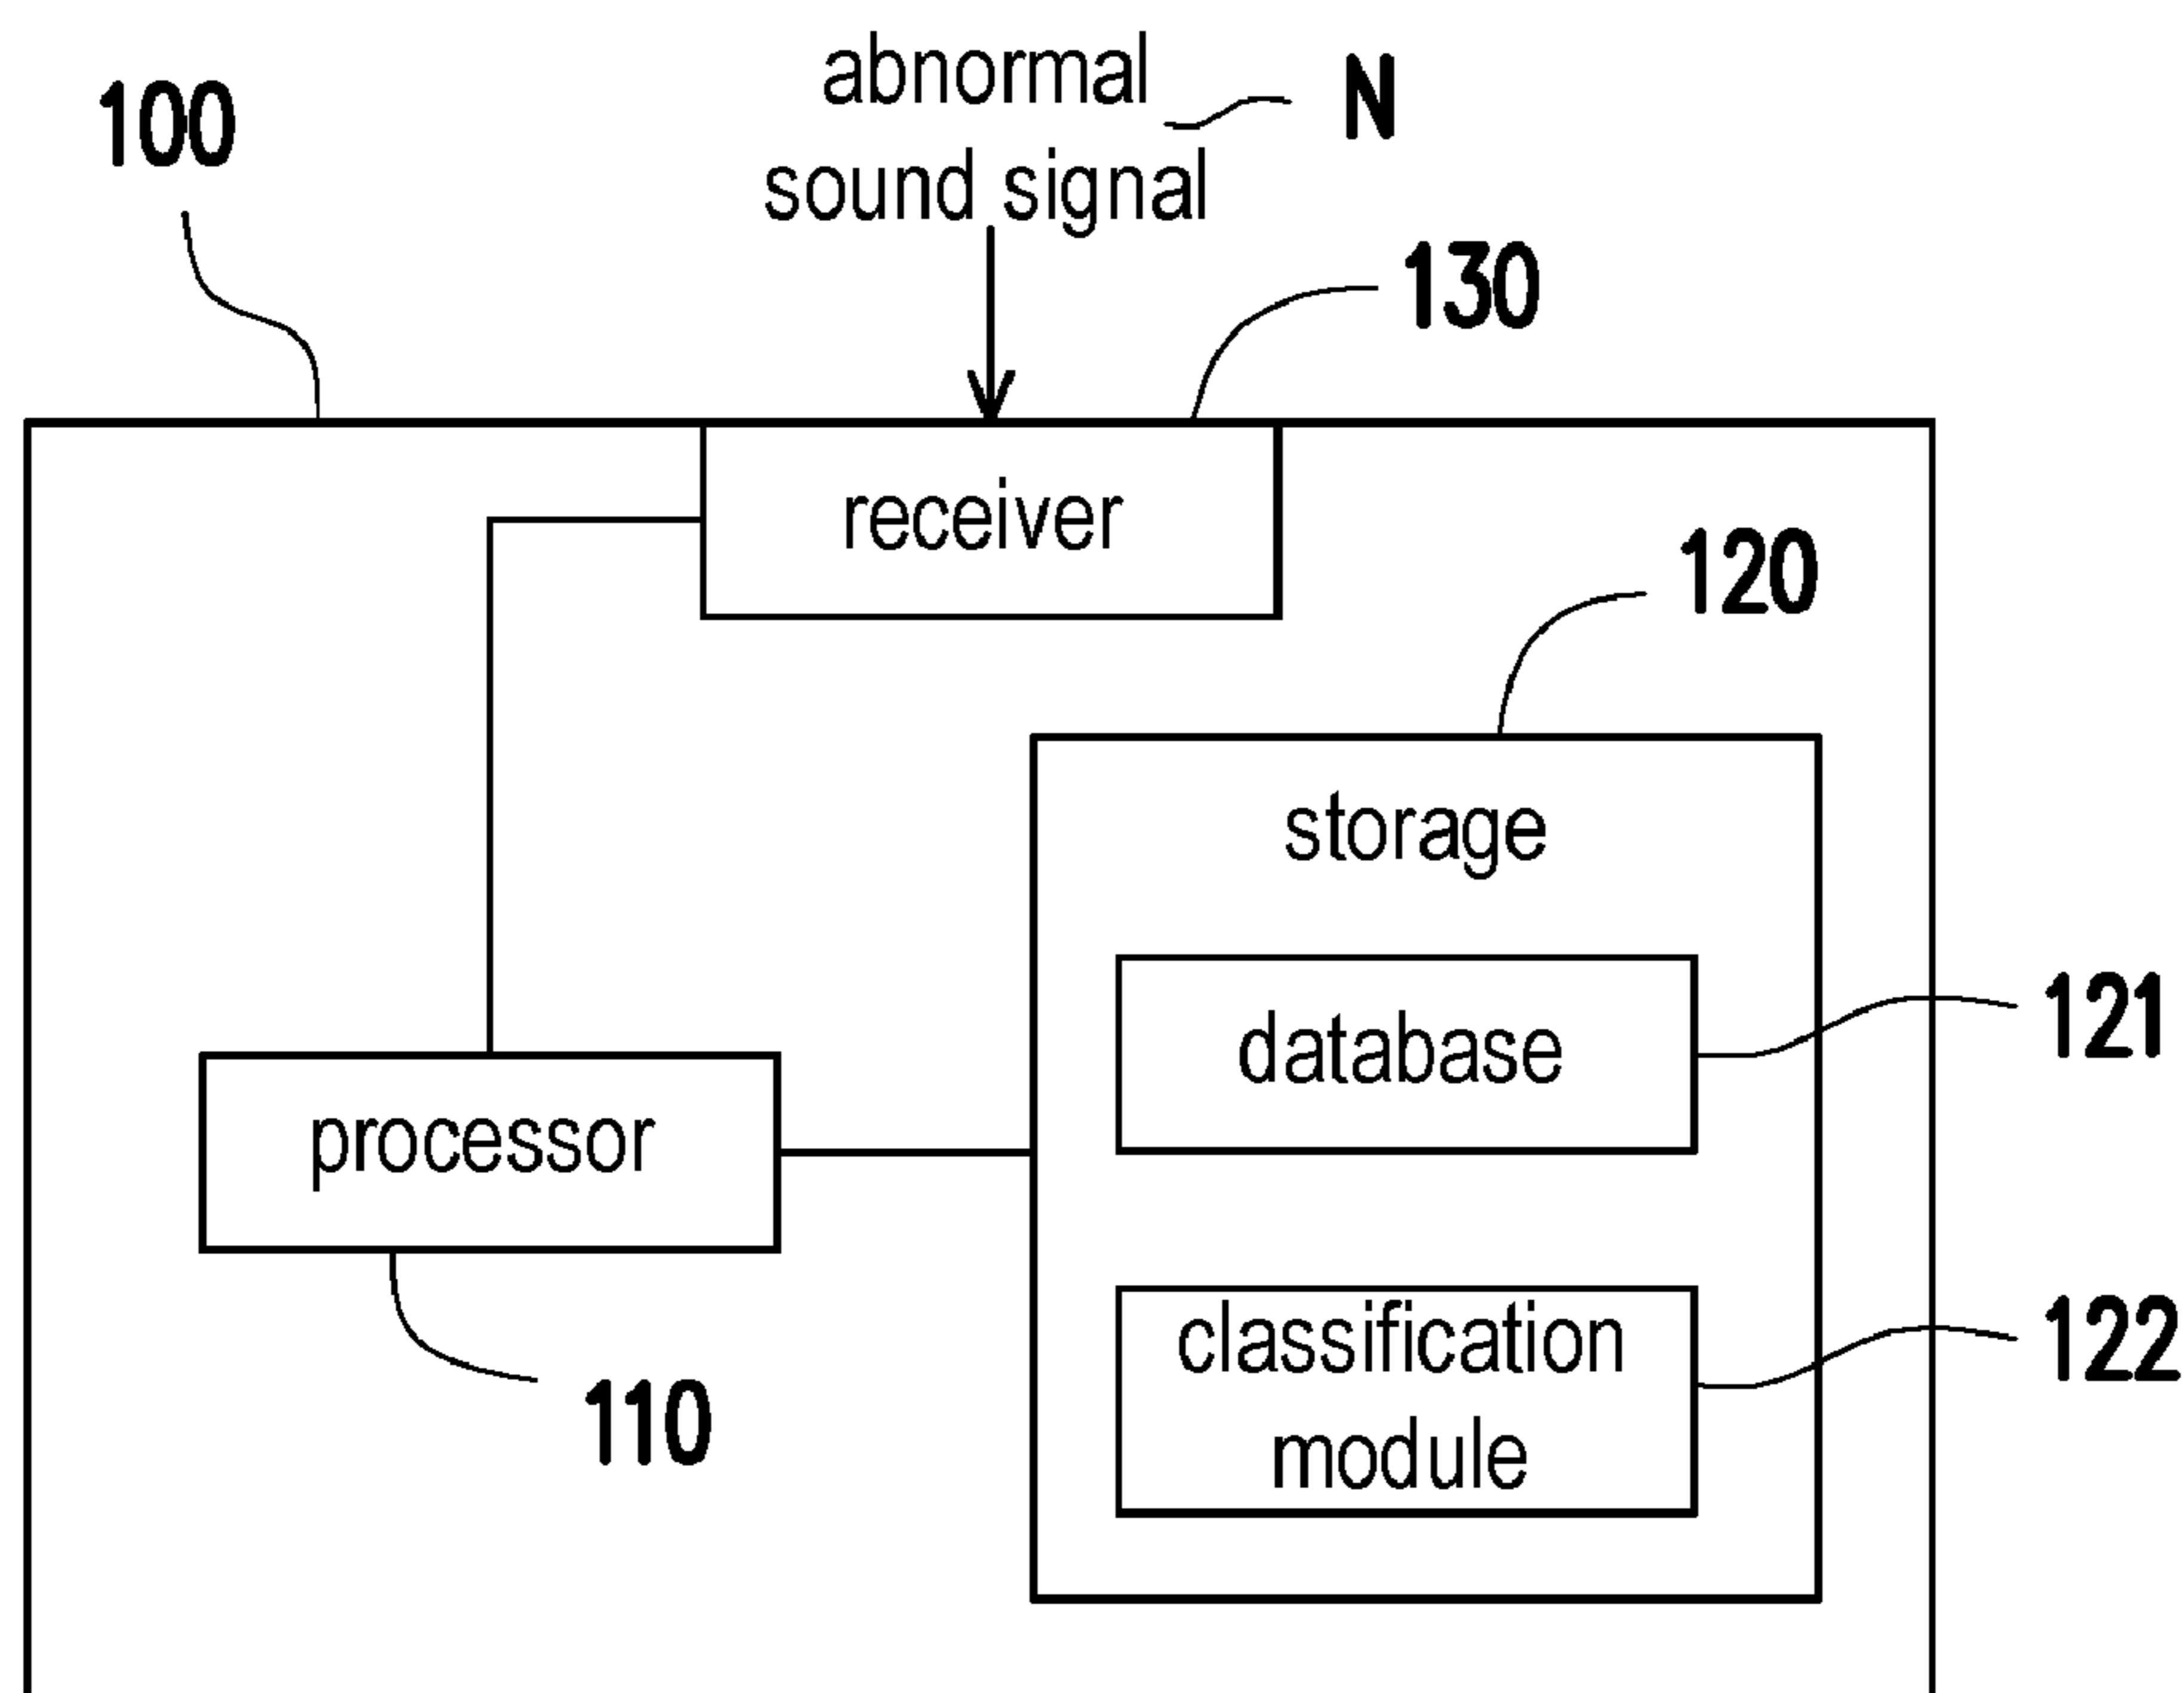 abnormal
N
100
sound signal
130
receiver
120
storage
121
database
processor
122
classification
110
module